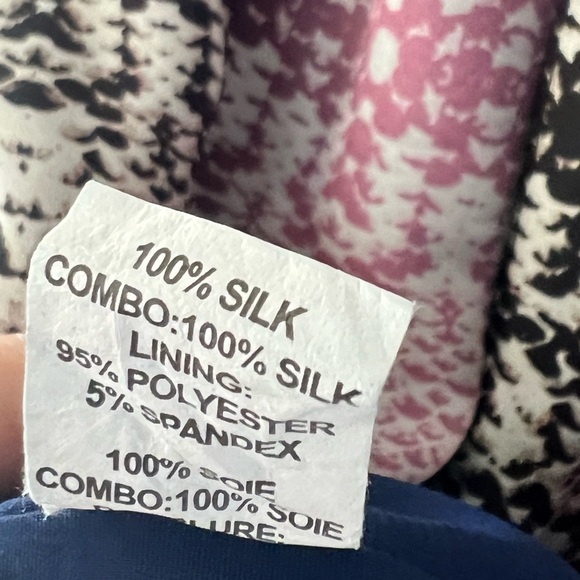 100% SILK
COMBO:100% SILK
LINING:
95% POLYESTER
5% SPANDEX
100% SOIE
COMBO:100% SOIE